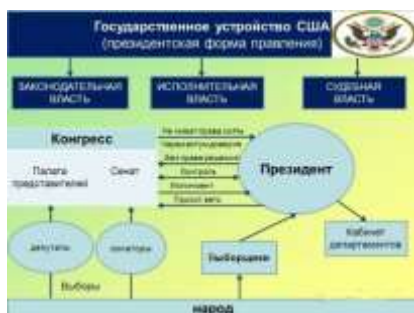 Государственное устройство США
(президентская форма правления)
ЗАКОНОДАТЕЛЬНАЯ
ВЛАСТЬ
ИСПОЛНИТЕЛЬНАЯ
ВЛАСТЬ
СУДЕБНАЯ
ВЛАСТЬ
Конгресс
Палата
представителей
Сенат
Контроль
Импичмент
Президент
Кабинет
департаментов
депутаты
сенаторы
Выборщики
Выборы
народ